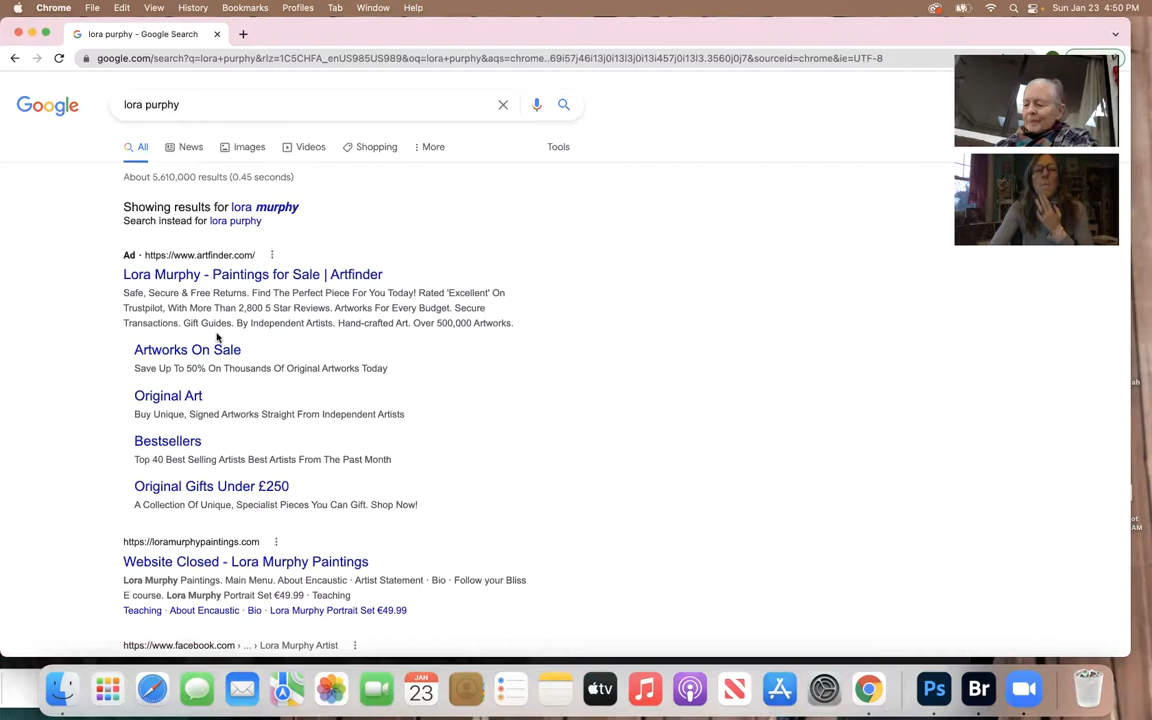 Chrome File Edit View History Bookmarks Profiles Tab Window Help Sun Jan 23 4:50 PM
lora purphy - Google Search
google.com/search?q=lora+purphy&rlz=1C5CHFA_enUS985US989&oq=lora+purphy&aqs=chrome..69i57j46i13j0i13l3j0i13i457j0i13l3.3560j0j7&sourceid=chrome&ie=UTF-8
Google lora purphy
All News Images Videos Shopping More Tools
About 5,610,000 results (0.45 seconds)
Showing results for lora murphy
Search instead for lora purphy
Ad · https://www.artfinder.com/
Lora Murphy - Paintings for Sale | Artfinder
Safe, Secure & Free Returns. Find The Perfect Piece For You Today! Rated 'Excellent' On
Trustpilot, With More Than 2,800 5 Star Reviews. Artworks For Every Budget. Secure
Transactions. Gift Guides. By Independent Artists. Hand-crafted Art. Over 500,000 Artworks.
Artworks On Sale
Save Up To 50% On Thousands Of Original Artworks Today
Original Art
Buy Unique, Signed Artworks Straight From Independent Artists
Bestsellers
Top 40 Best Selling Artists Best Artists From The Past Month
Original Gifts Under £250
A Collection Of Unique, Specialist Pieces You Can Gift. Shop Now!
https://loramurphypaintings.com
Website Closed - Lora Murphy Paintings
Lora Murphy Paintings. Main Menu. About Encaustic · Artist Statement · Bio · Follow your Bliss
E course. Lora Murphy Portrait Set €49.99 · Teaching
Teaching · About Encaustic · Bio · Lora Murphy Portrait Set €49.99
https://www.facebook.com › ... › Lora Murphy Artist
JAN
23
tv
Ps
Br